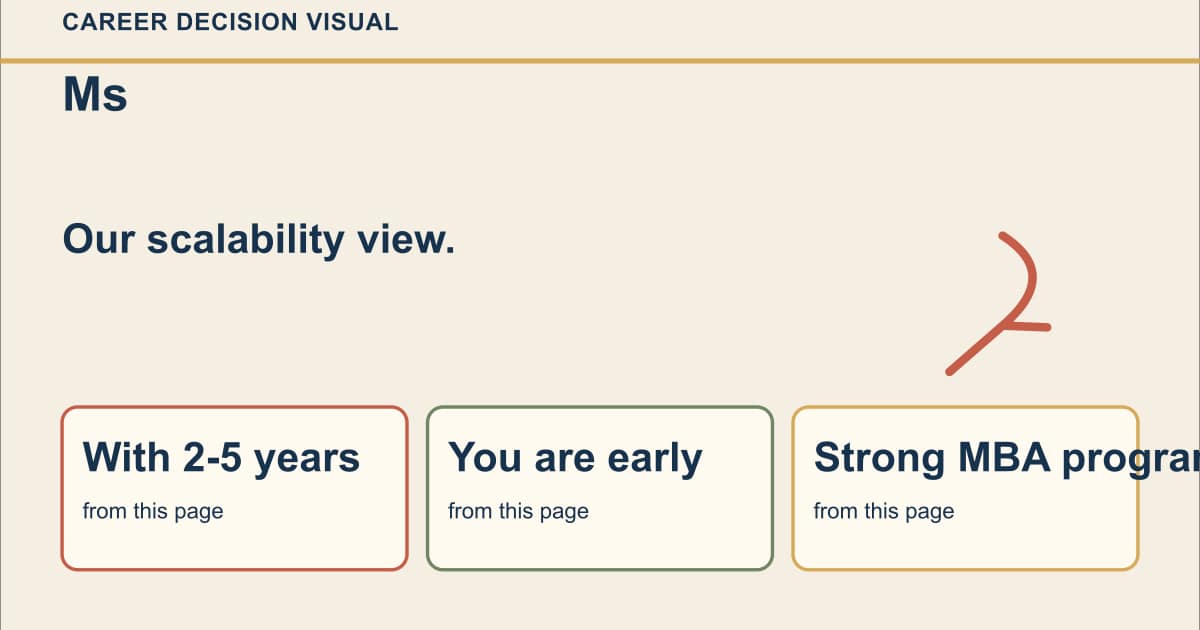 CAREER DECISION VISUAL
Ms
Our scalability view.
With 2-5 years
from this page
You are early
from this page
Strong MBA
from this page